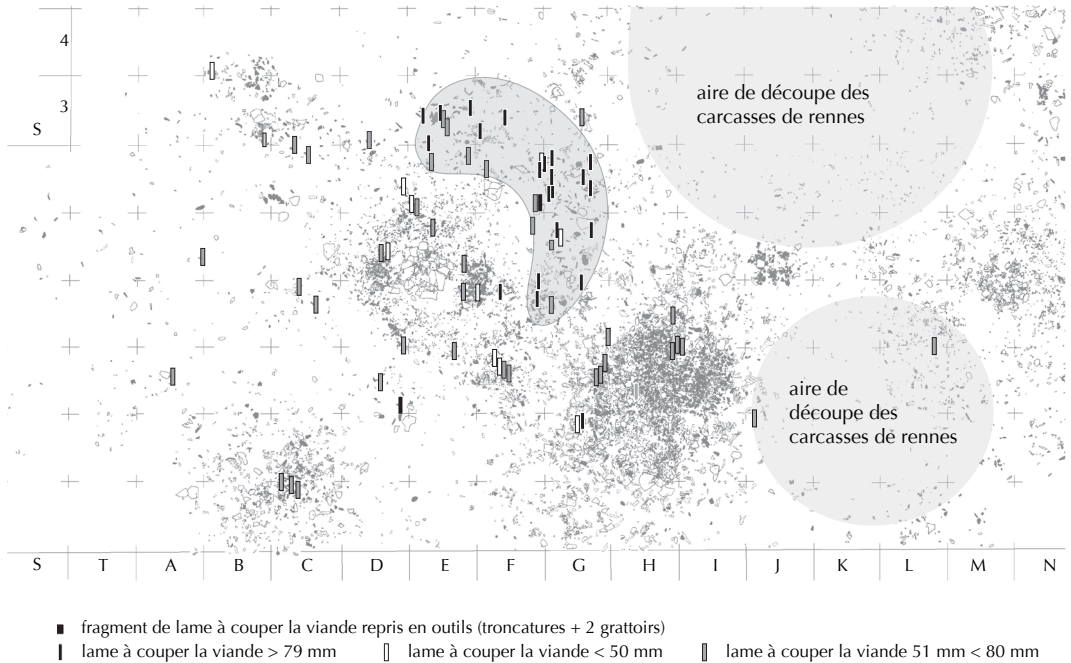 4
3
S
aire de découpe des
carcasses de rennes
aire de
découpe des
carcasses de rennes
S T A B C D E F G H I J K L M N
fragment de lame à couper la viande repris en outils (troncatures + 2 grattoirs)
lame à couper la viande > 79 mm lame à couper la viande < 50 mm lame à couper la viande 51 mm < 80 mm